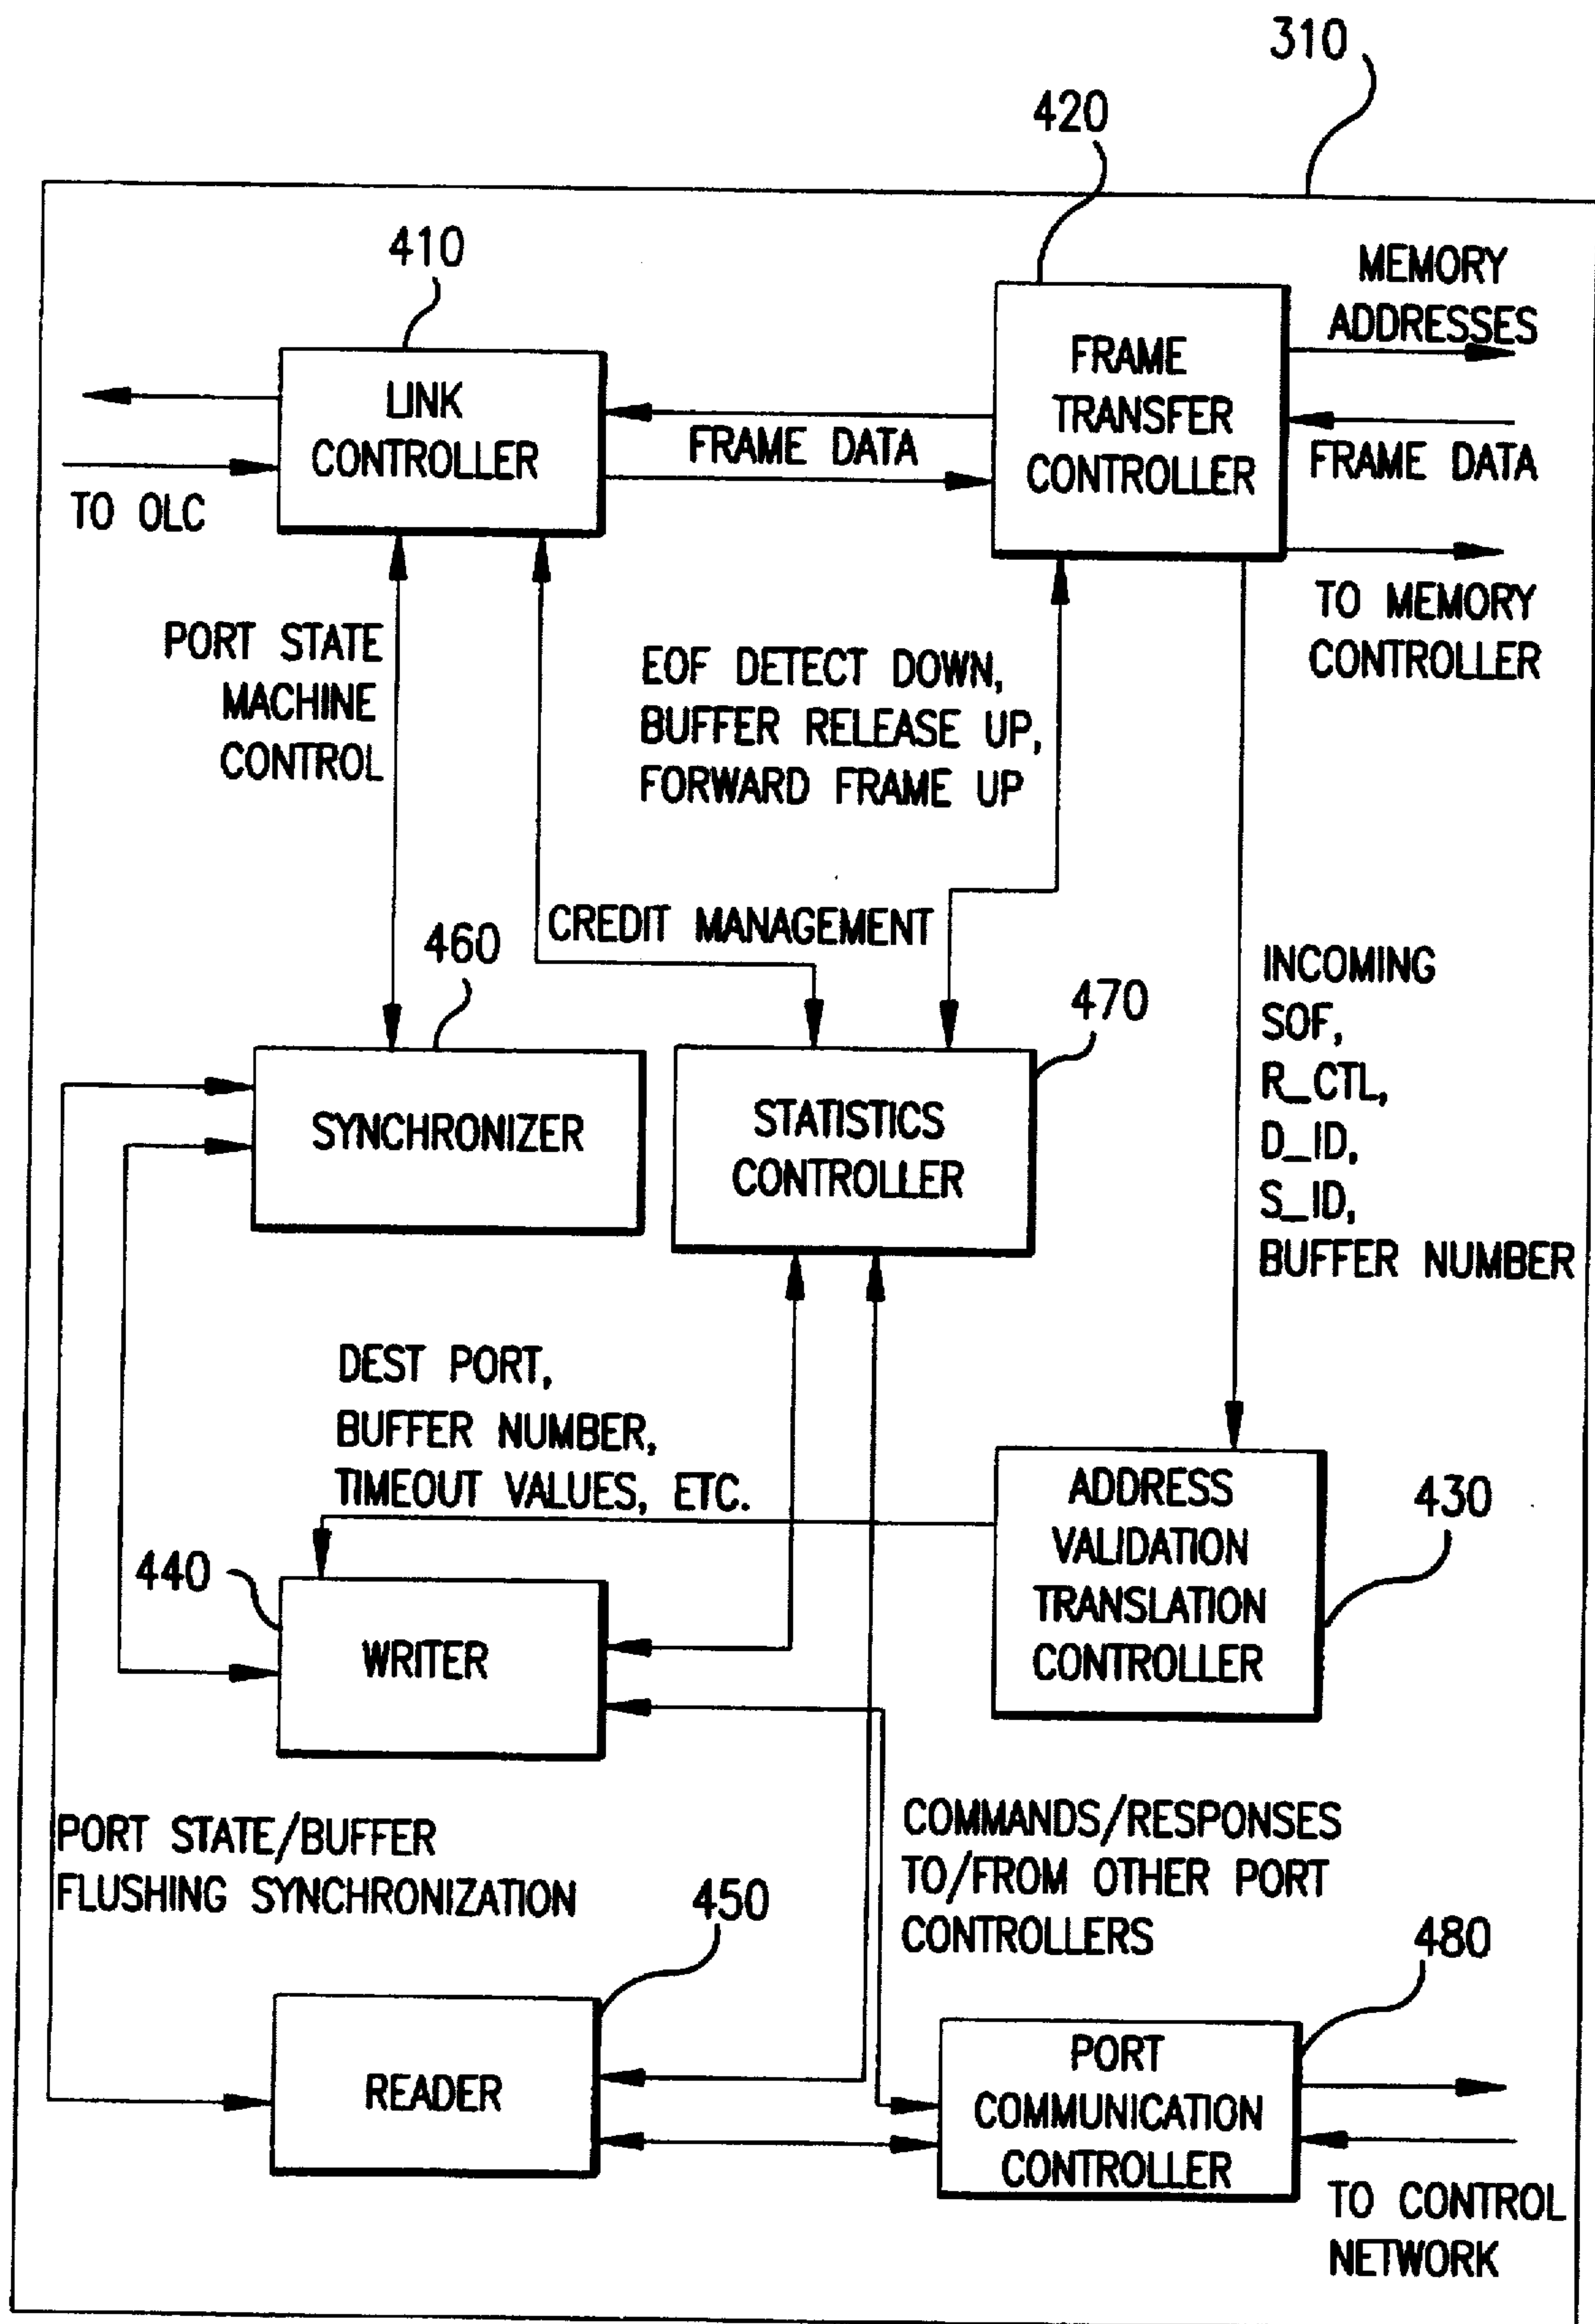 310
420
410
MEMORY
ADDRESSES
LINK
CONTROLLER
FRAME
TRANSFER
CONTROLLER
FRAME DATA
FRAME DATA
TO OLC
TO MEMORY
CONTROLLER
PORT STATE
MACHINE
CONTROL
EOF DETECT DOWN,
BUFFER RELEASE UP,
FORWARD FRAME UP
CREDIT MANAGEMENT
460
470
INCOMING
SOF,
R_CTL,
D_ID,
S_ID,
BUFFER NUMBER
SYNCHRONIZER
STATISTICS
CONTROLLER
DEST PORT,
BUFFER NUMBER,
TIMEOUT VALUES, ETC.
ADDRESS
VALIDATION
TRANSLATION
CONTROLLER
430
440
WRITER
PORT STATE/BUFFER
FLUSHING SYNCHRONIZATION
COMMANDS/RESPONSES
TO/FROM OTHER PORT
CONTROLLERS
450
480
READER
PORT
COMMUNICATION
CONTROLLER
TO CONTROL
NETWORK